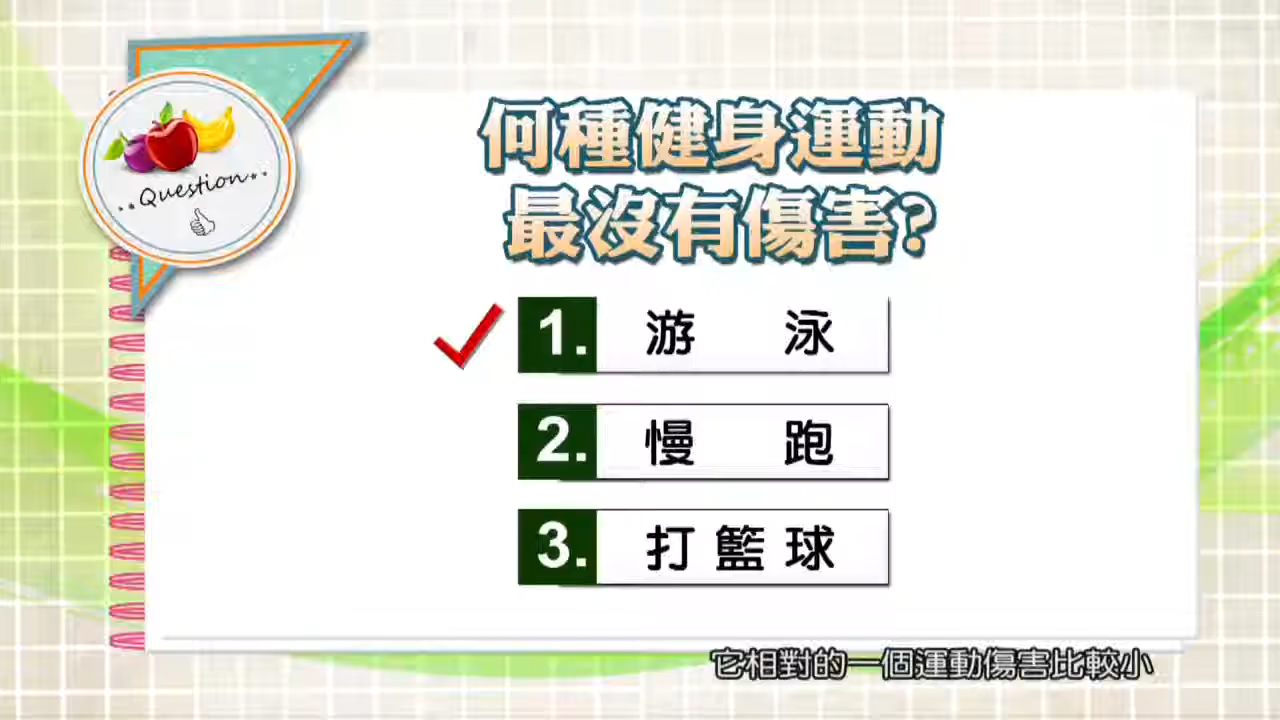 ..Question..
何種健身運動
最沒有傷害?
1. 游泳
2. 慢跑
3. 打籃球
它相對的一個運動傷害比較小